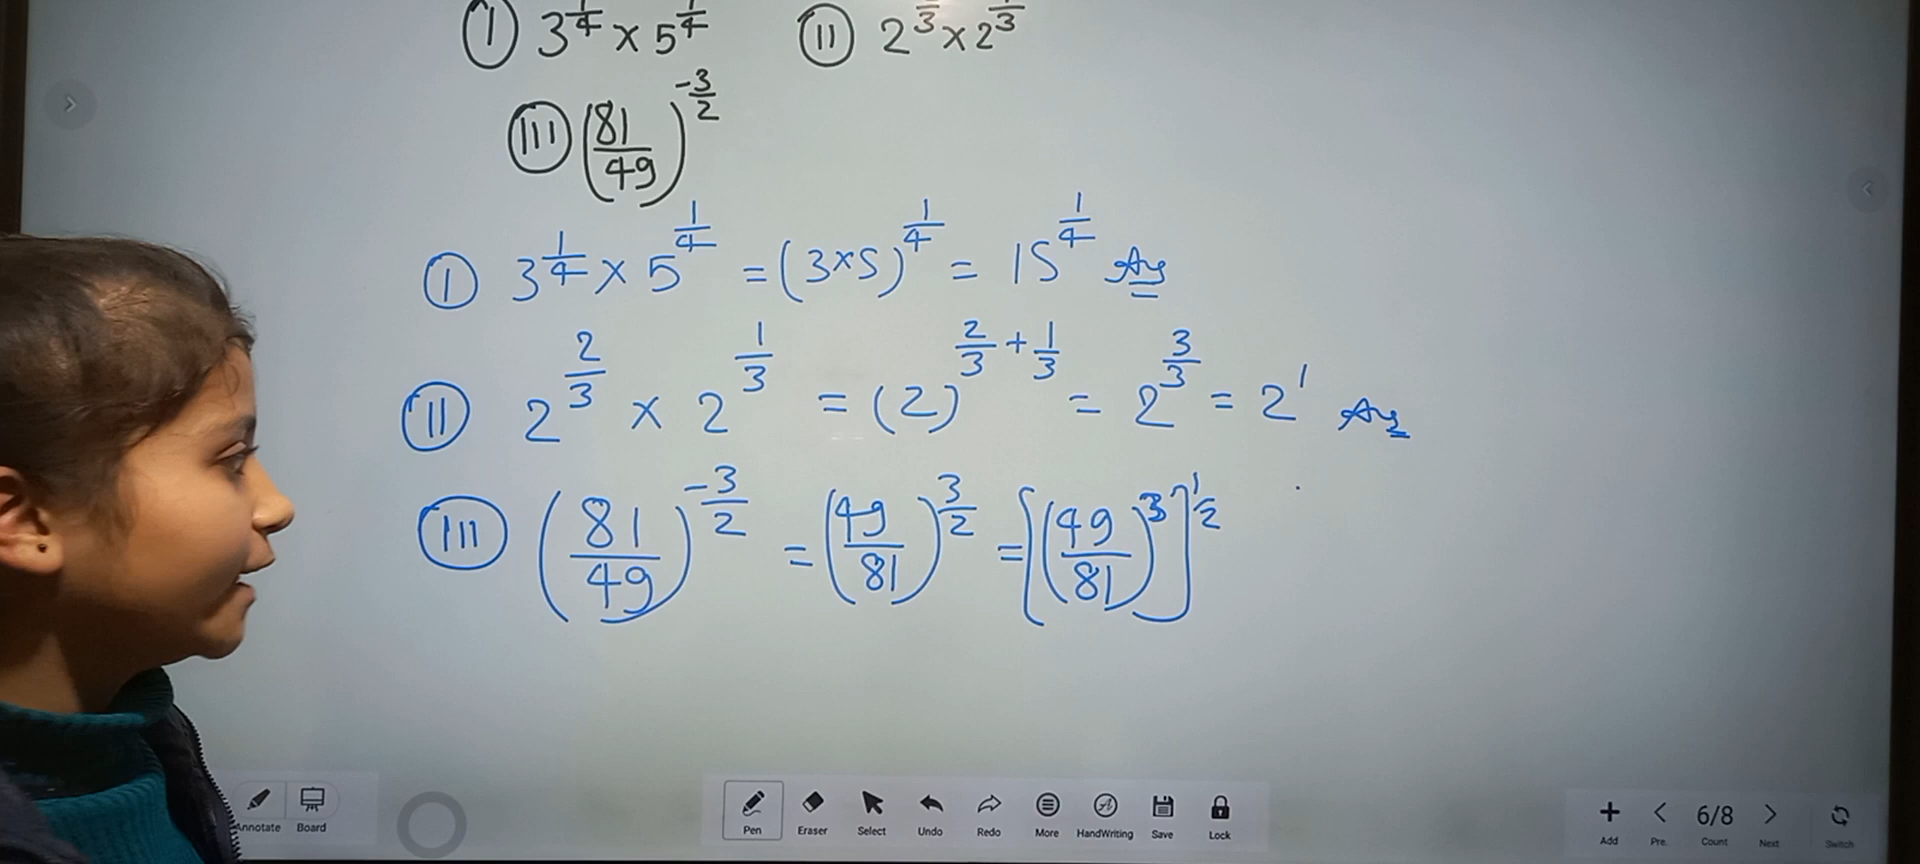 (I) 3^1/4 × 5^1/4 (II) 2^2/3 × 2^1/3
(III) (81/49)^-3/2
(I) 3^1/4 × 5^1/4 = (3×5)^1/4 = 15^1/4 Ans
(II) 2^2/3 × 2^1/3 = (2)^2/3+1/3 = 2^3/3 = 2^1 Ans
(III) (81/49)^-3/2 = (49/81)^3/2 = [(49/81)^3]^1/2
Annotate Board Pen Eraser Select Undo Redo More HandWriting Save Lock Add Pre. 6/8 Count Next Switch